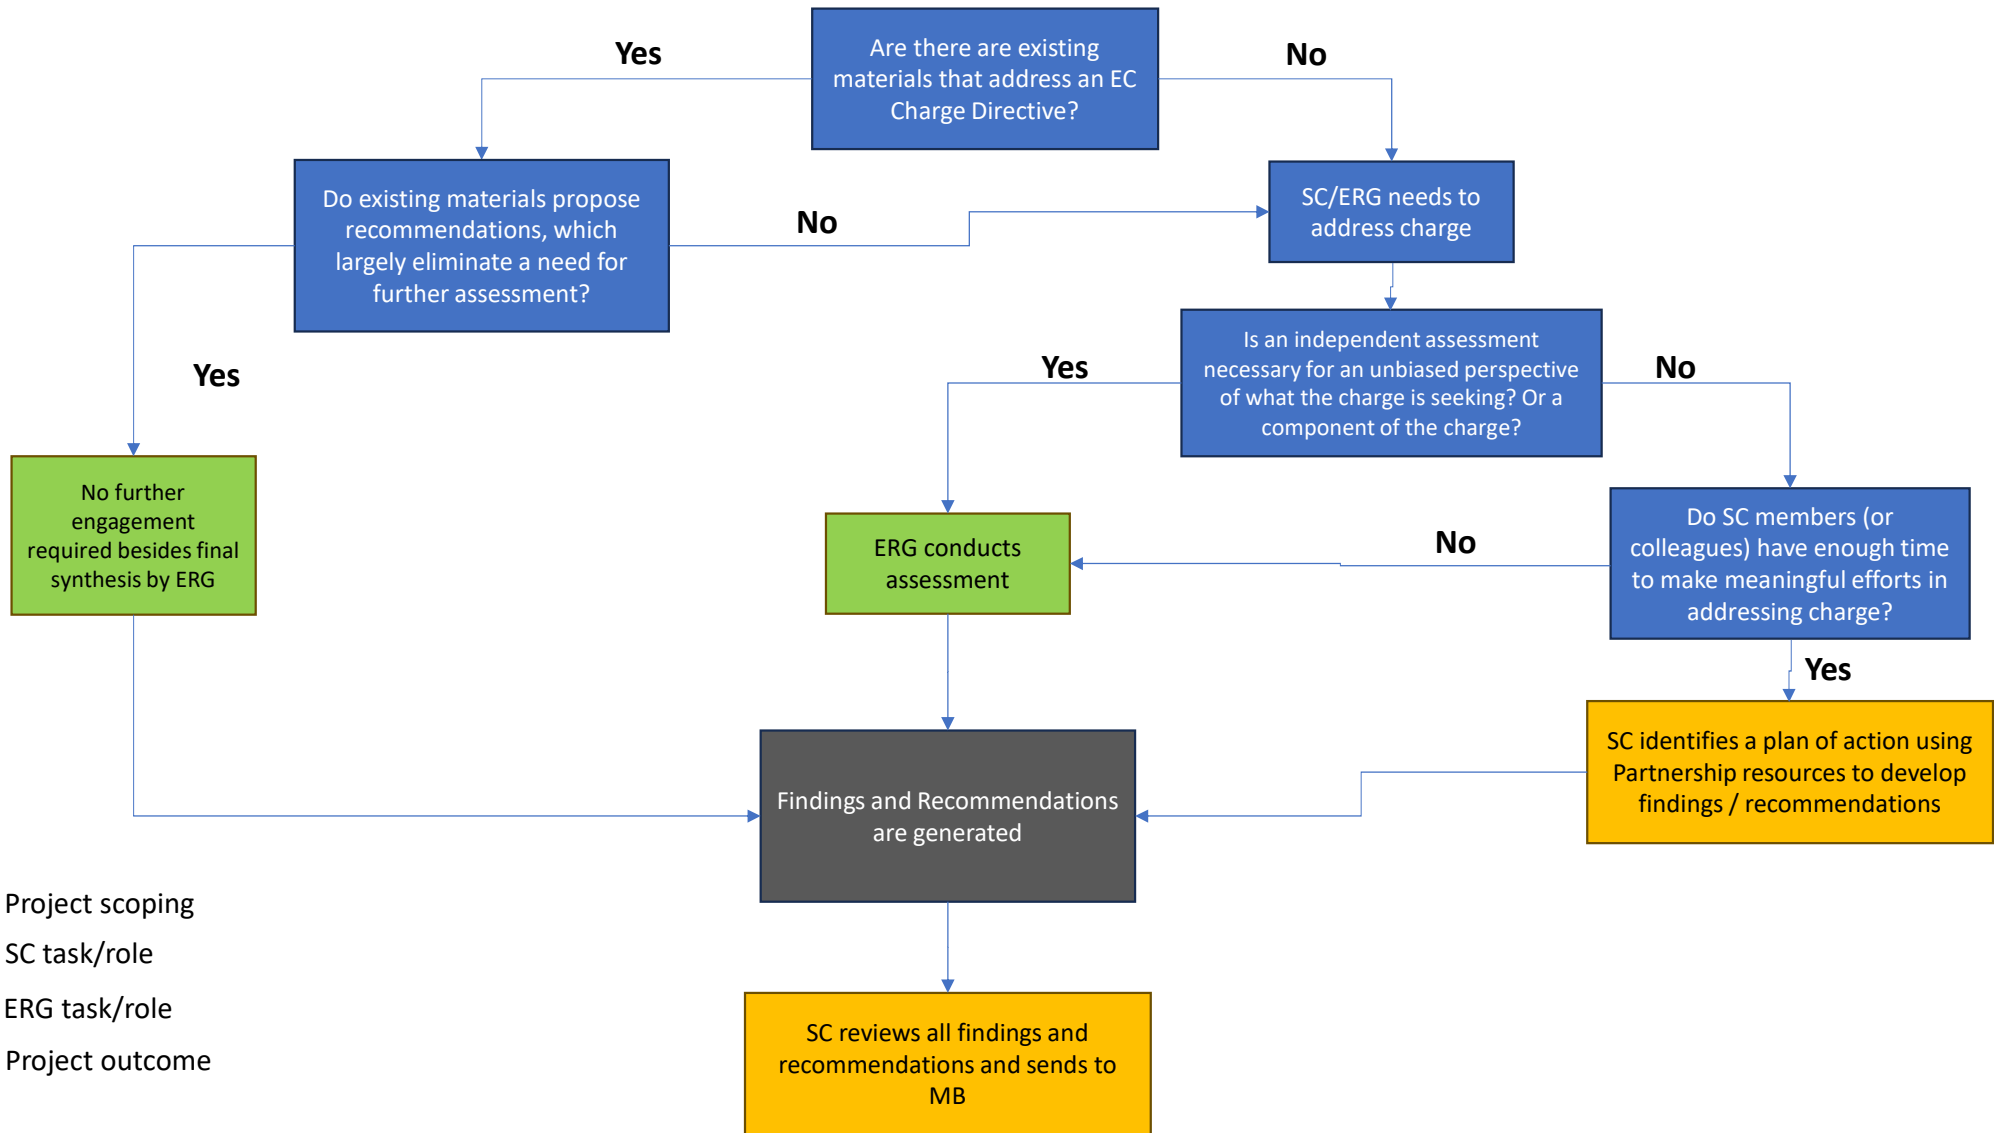 Yes
Are there are existing
materials that address an EC
Charge Directive?
No
Do existing materials propose
recommendations, which
largely eliminate a need for
further assessment?
No
SC/ERG needs to
address charge
Yes
Yes
Is an independent assessment
necessary for an unbiased perspective
of what the charge is seeking? Or a
component of the charge?
No
No further
engagement
required besides final
synthesis by ERG
ERG conducts
assessment
No
Do SC members (or
colleagues) have enough time
to make meaningful efforts in
addressing charge?
Yes
SC identifies a plan of action using
Partnership resources to develop
findings / recommendations
Findings and Recommendations
are generated
Project scoping
SC task/role
ERG task/role
Project outcome
SC reviews all findings and
recommendations and sends to
MB